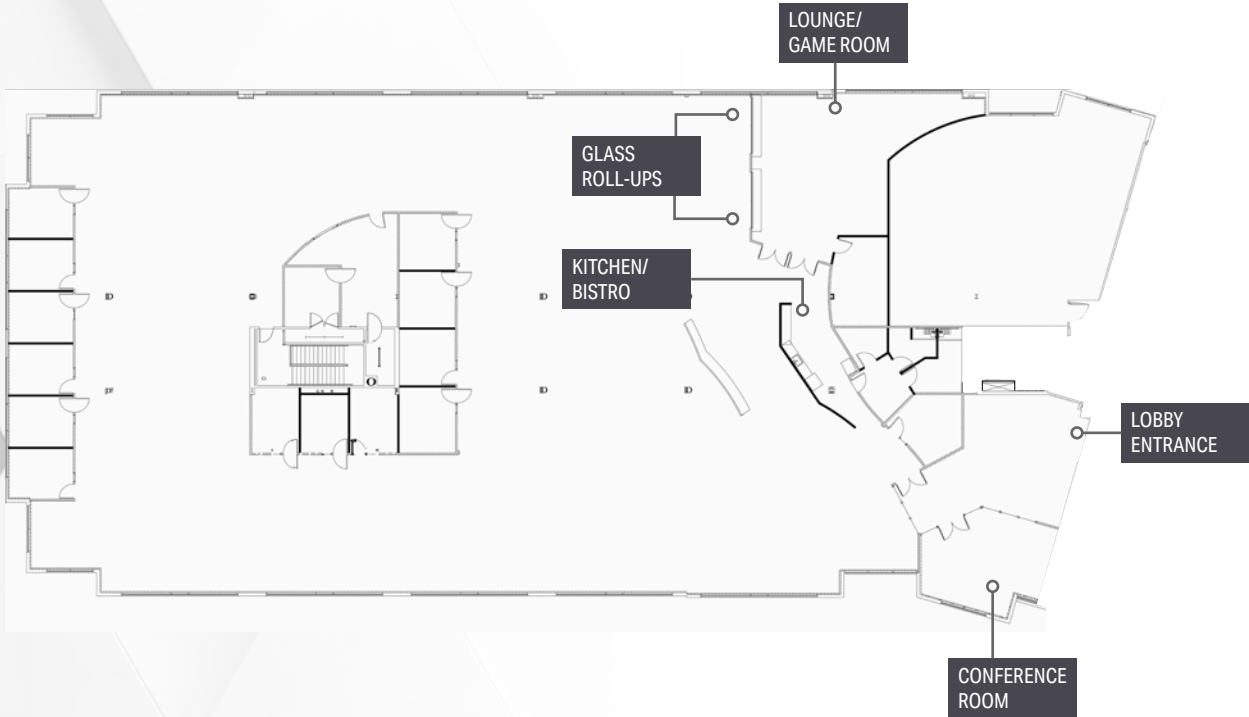 LOUNGE/
GAME ROOM
GLASS
ROLL-UPS
KITCHEN/
BISTRO
LOBBY
ENTRANCE
CONFERENCE
ROOM